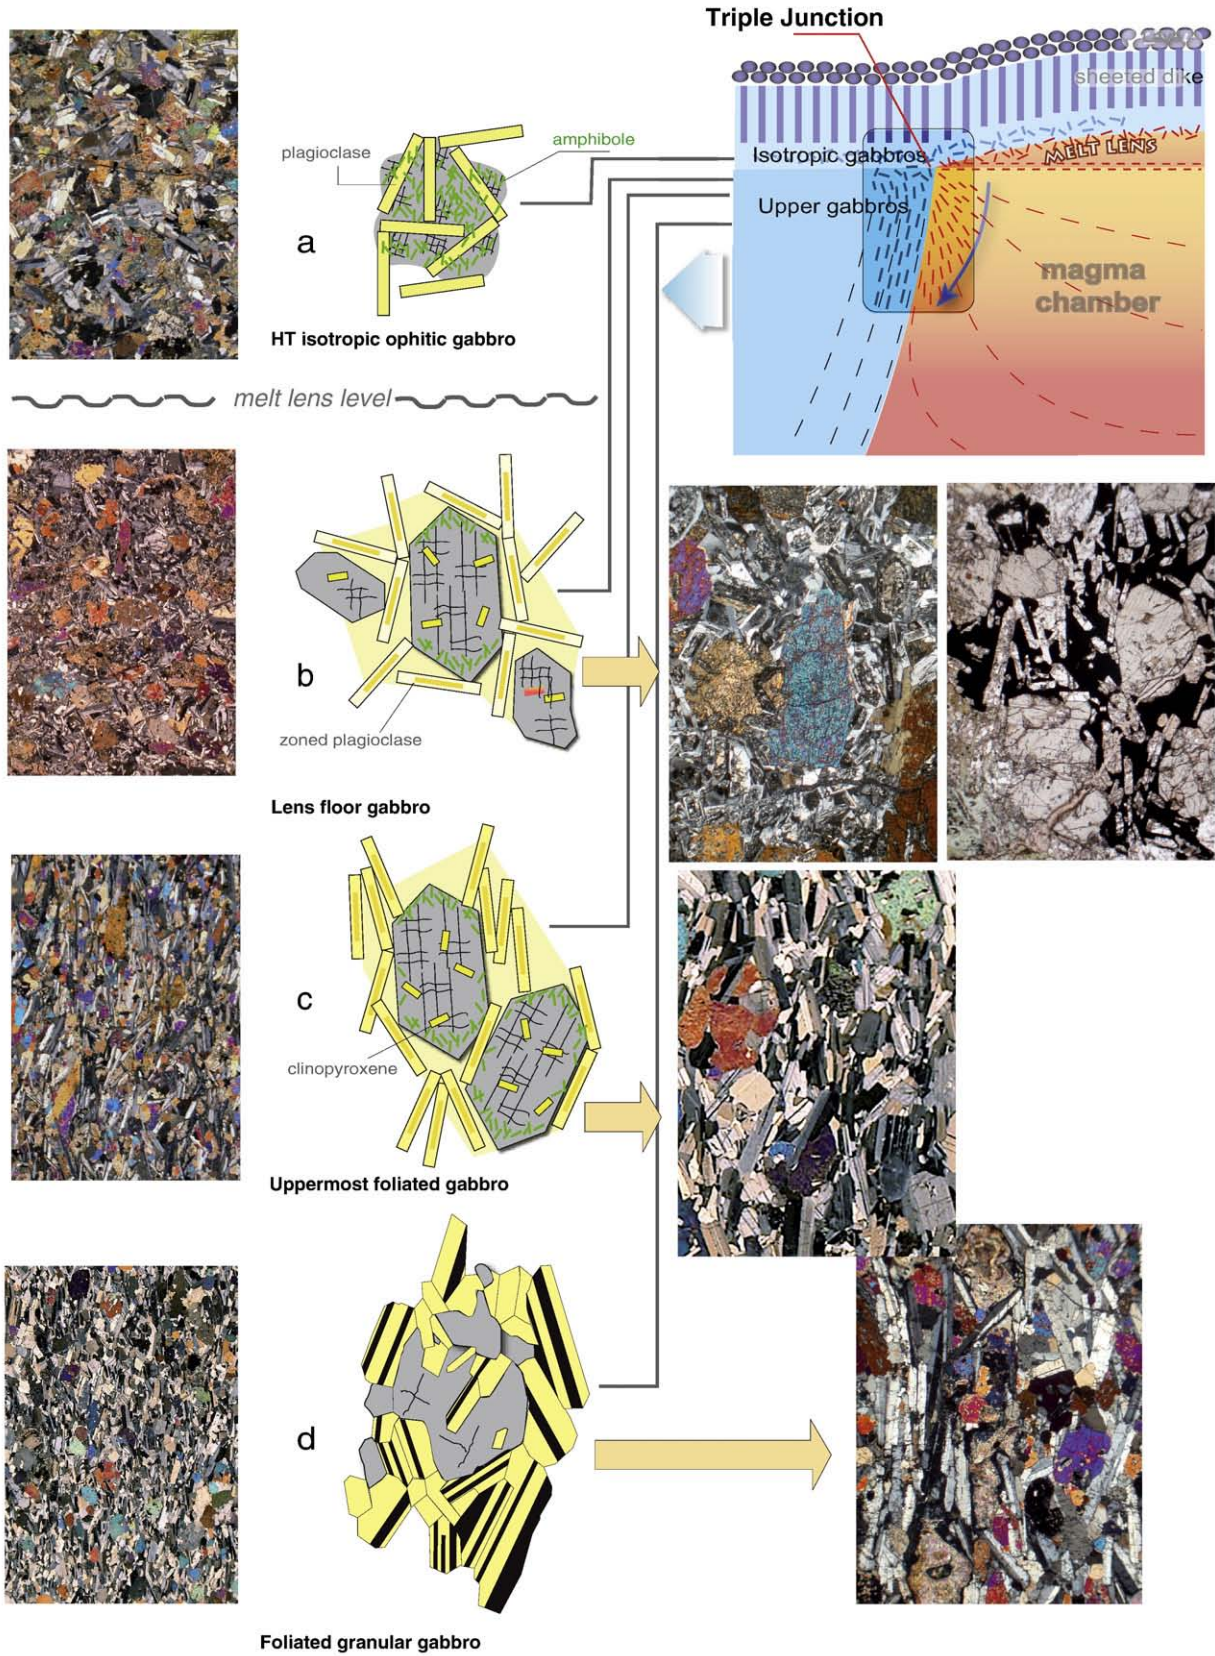 Triple Junction
sheeted dike
Isotropic gabbros
MELT LENS
Upper gabbros
magma
chamber
plagioclase
amphibole
a
HT isotropic ophitic gabbro
melt lens level
b
zoned plagioclase
Lens floor gabbro
c
clinopyroxene
Uppermost foliated gabbro
d
Foliated granular gabbro